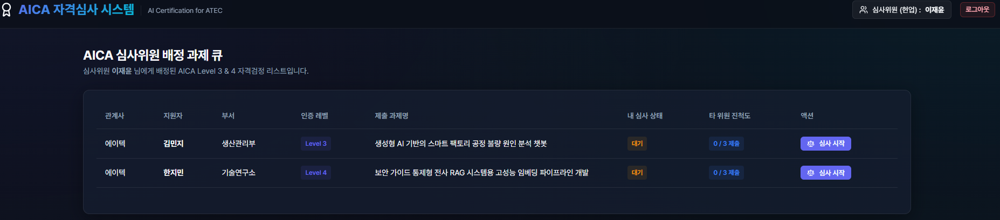 AICA 자격심사 시스템 AI Certification for ATEC 심사위원 (현업) : 이재윤 로그아웃
AICA 심사위원 배정 과제 큐
심사위원 이재윤 님에게 배정된 AICA Level 3 & 4 자격검정 리스트입니다.
관계사 지원자 부서 인증 레벨 제출 과제명 내 심사 상태 타 위원 진척도 액션
에이텍 김민지 생산관리부 Level 3 생성형 AI 기반의 스마트 팩토리 공정 불량 원인 분석 챗봇 대기 0 / 3 제출 심사 시작
에이텍 한지민 기술연구소 Level 4 보안 가이드 통제형 전사 RAG 시스템용 고성능 임베딩 파이프라인 개발 대기 0 / 3 제출 심사 시작